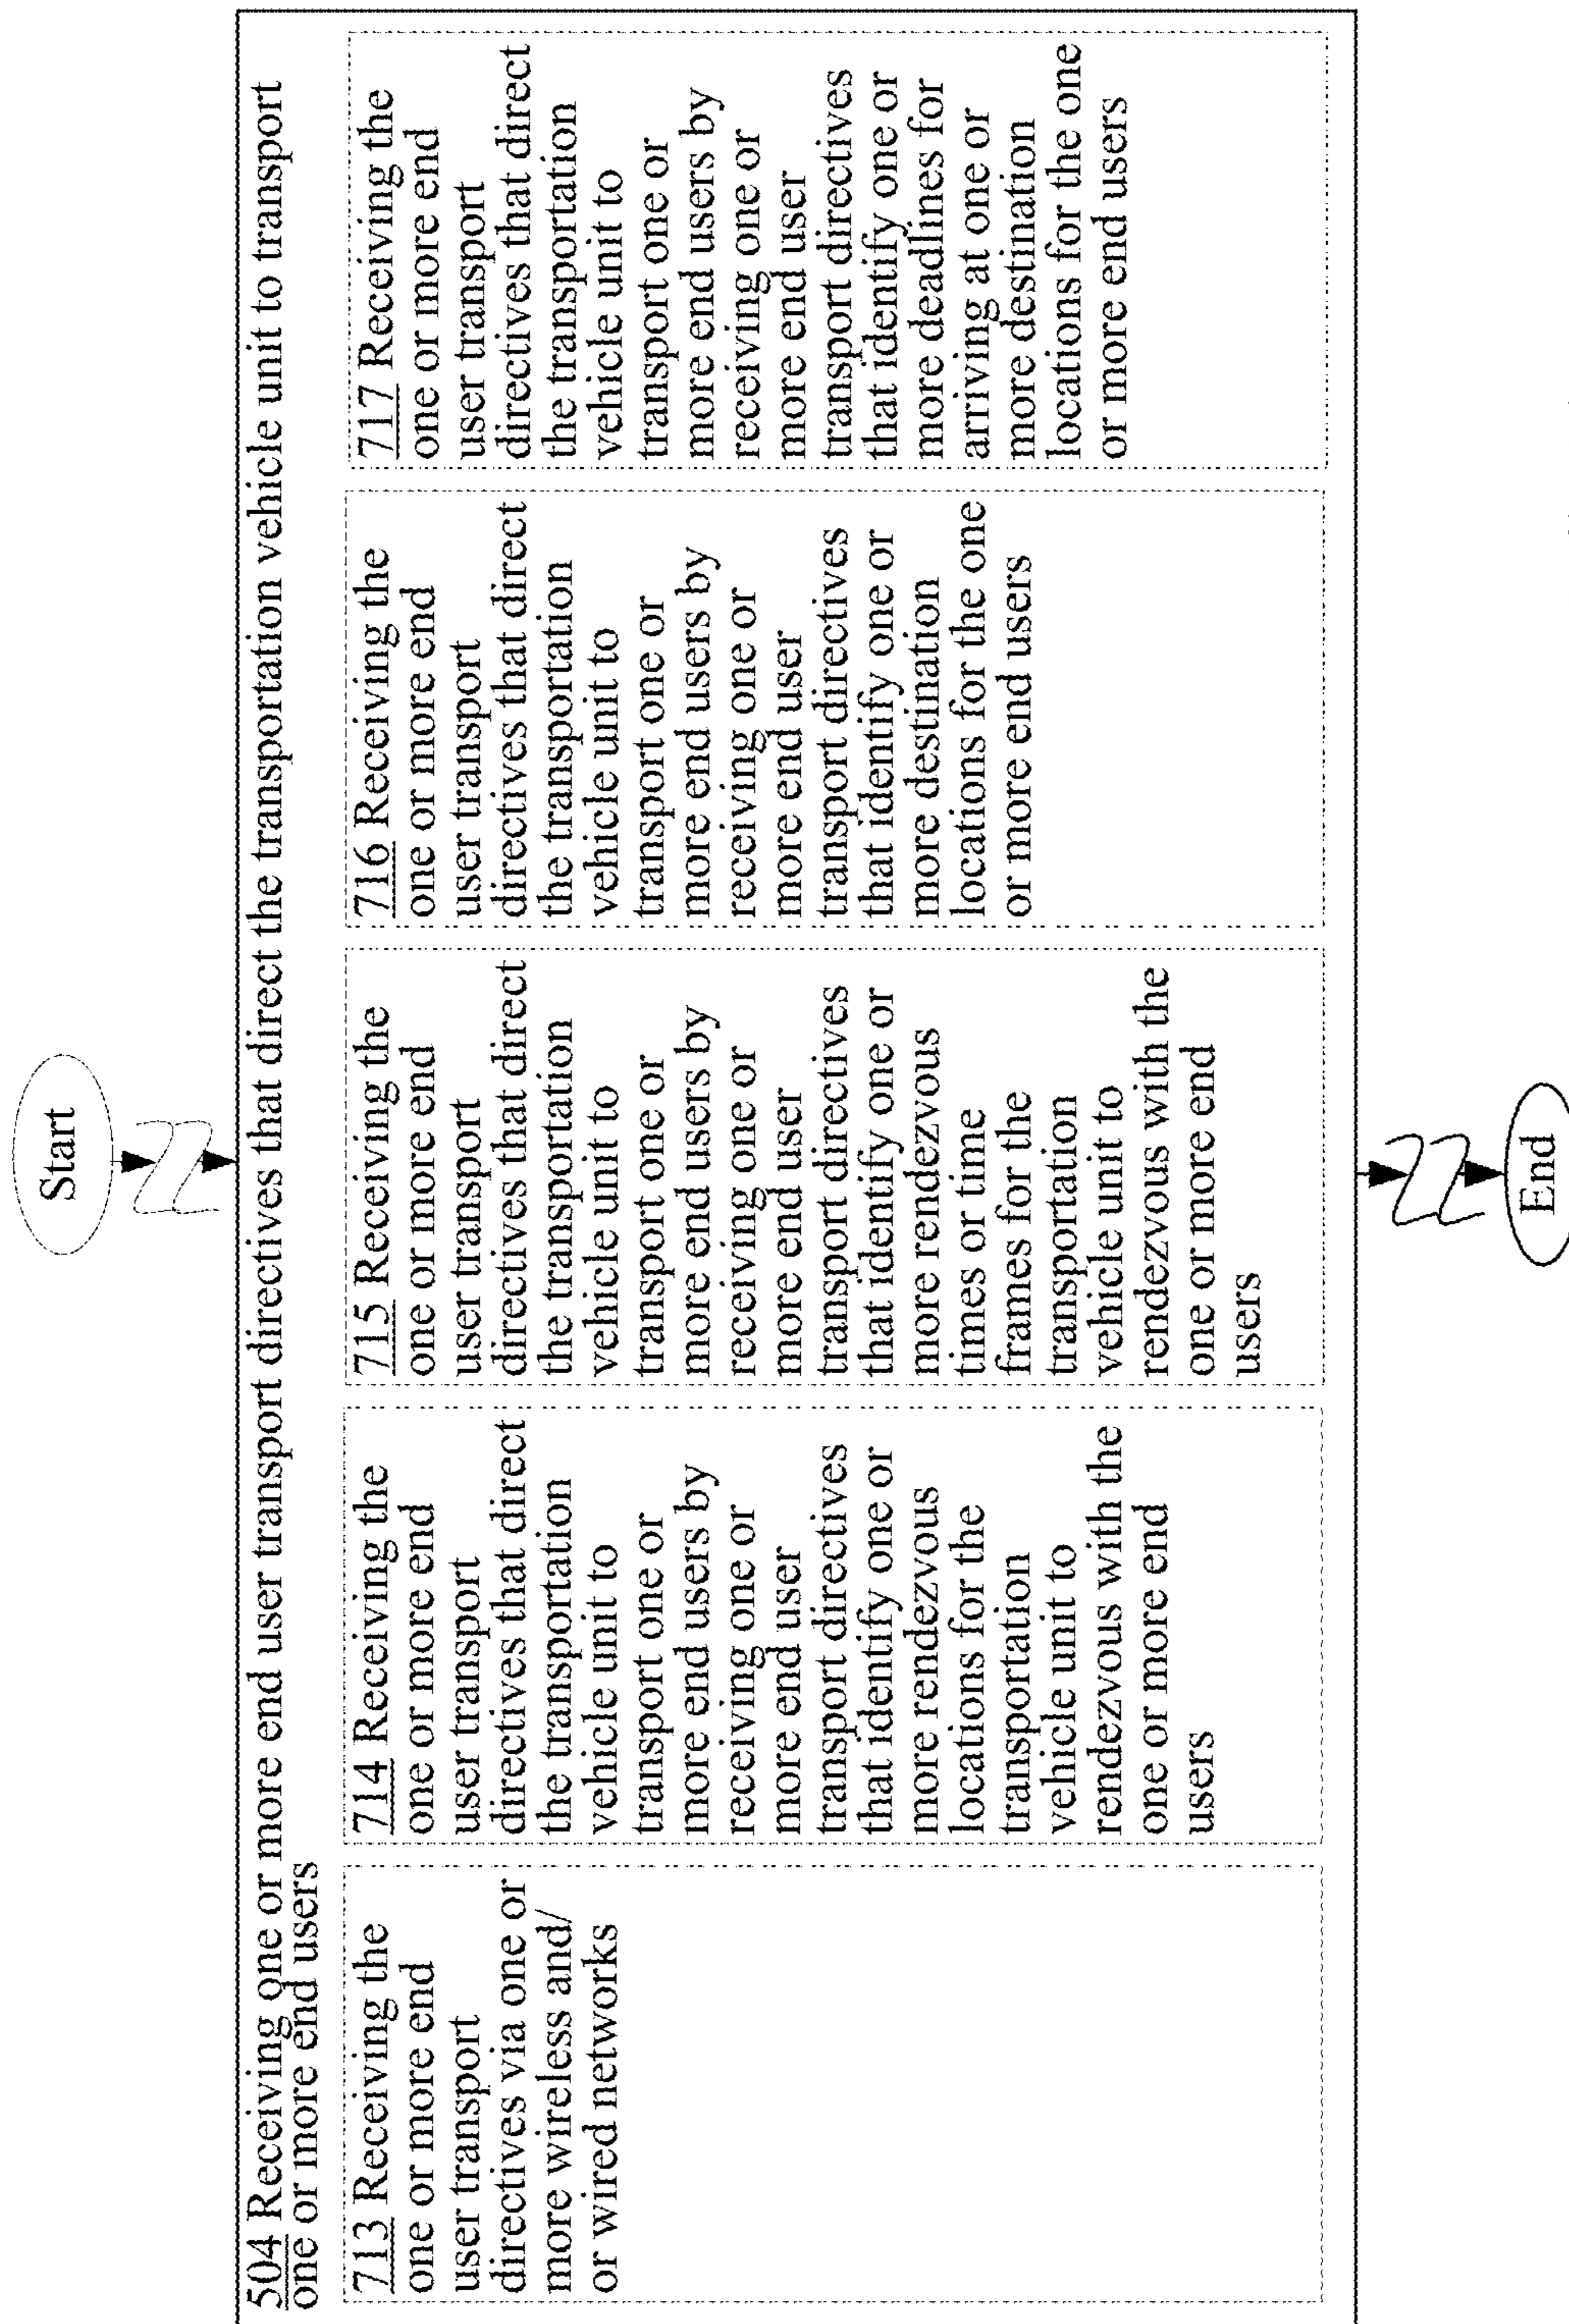 Start
504 Receiving one or more end user transport directives that direct the transportation vehicle unit to transport
one or more end users
713 Receiving the
one or more end
user transport
directives via one or
more wireless and/
or wired networks
714 Receiving the
one or more end
user transport
directives that direct
the transportation
vehicle unit to
transport one or
more end users by
receiving one or
more end user
transport directives
that identify one or
more rendezvous
locations for the
transportation
vehicle unit to
rendezvous with the
one or more end
users
715 Receiving the
one or more end
user transport
directives that direct
the transportation
vehicle unit to
transport one or
more end users by
receiving one or
more end user
transport directives
that identify one or
more rendezvous
times or time
frames for the
transportation
vehicle unit to
rendezvous with the
one or more end
users
716 Receiving the
one or more end
user transport
directives that direct
the transportation
vehicle unit to
transport one or
more end users by
receiving one or
more end user
transport directives
that identify one or
more destination
locations for the one
or more end users
717 Receiving the
one or more end
user transport
directives that direct
the transportation
vehicle unit to
transport one or
more end users by
receiving one or
more end user
transport directives
that identify one or
more deadlines for
arriving at one or
more destination
locations for the one
or more end users
End